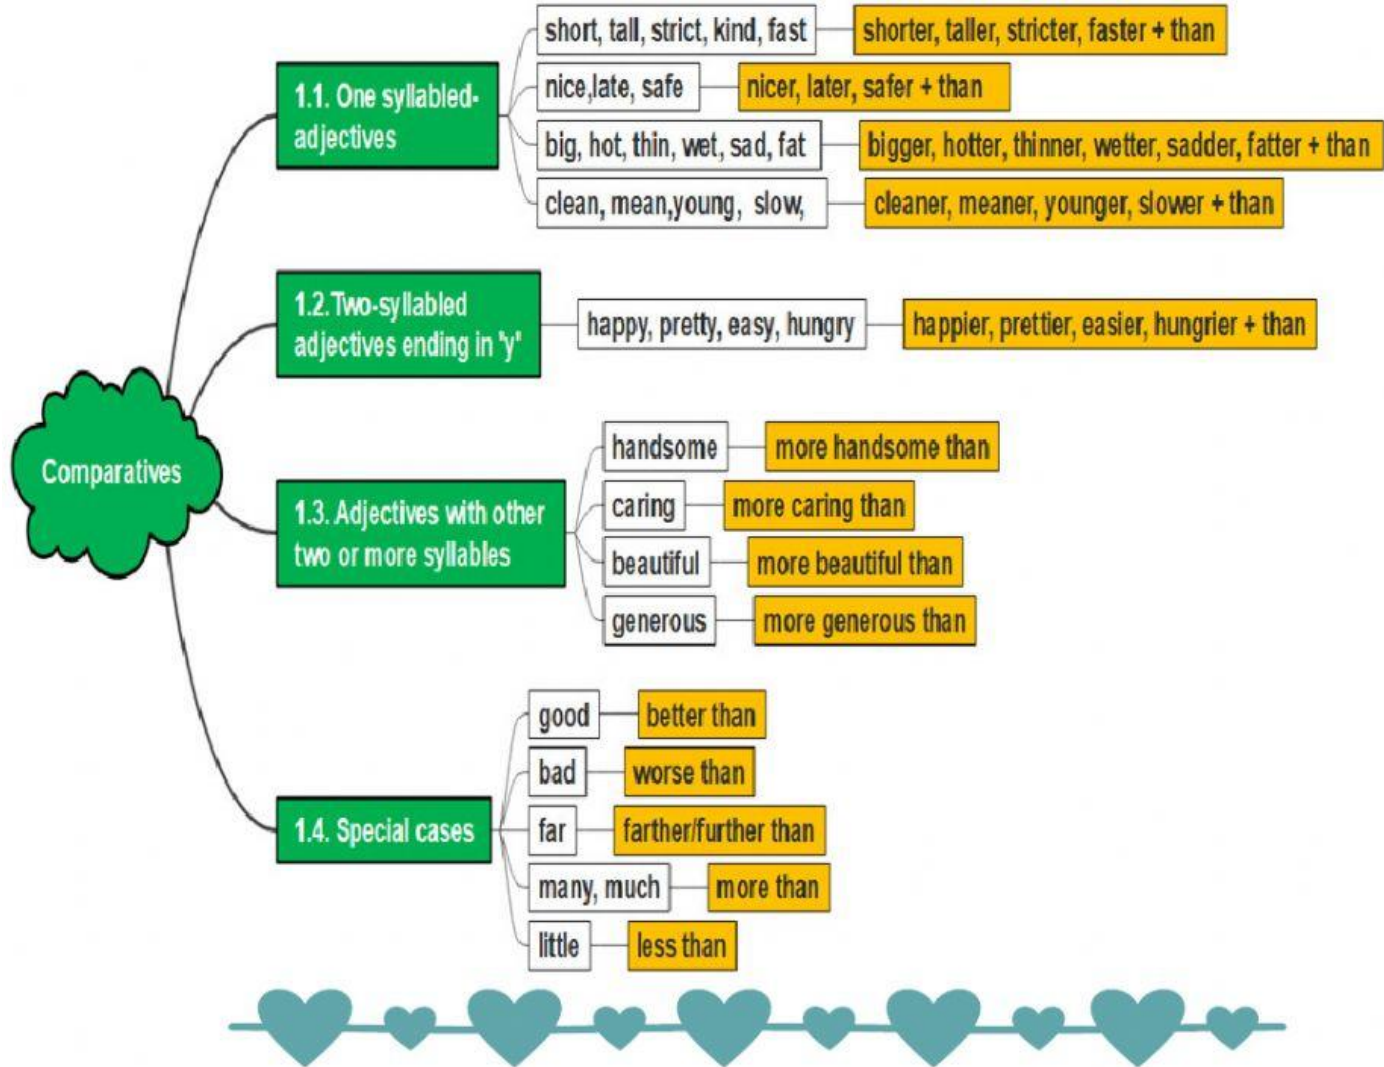 Comparatives
1.1. One syllabled-
adjectives
short, tall, strict, kind, fast
shorter, taller, stricter, faster + than
nice,late, safe
nicer, later, safer + than
big, hot, thin, wet, sad, fat
bigger, hotter, thinner, wetter, sadder, fatter + than
clean, mean,young, slow,
cleaner, meaner, younger, slower + than
1.2.Two-syllabled
adjectives ending in "y"
happy, pretty, easy, hungry
happier, prettier, easier, hungrier + than
1.3. Adjectives with other
two or more syllables
handsome
more handsome than
caring
more caring than
beautiful
more beautiful than
generous
more generous than
1.4. Special cases
good
better than
bad
worse than
far
farther/further than
many, much
more than
little
less than